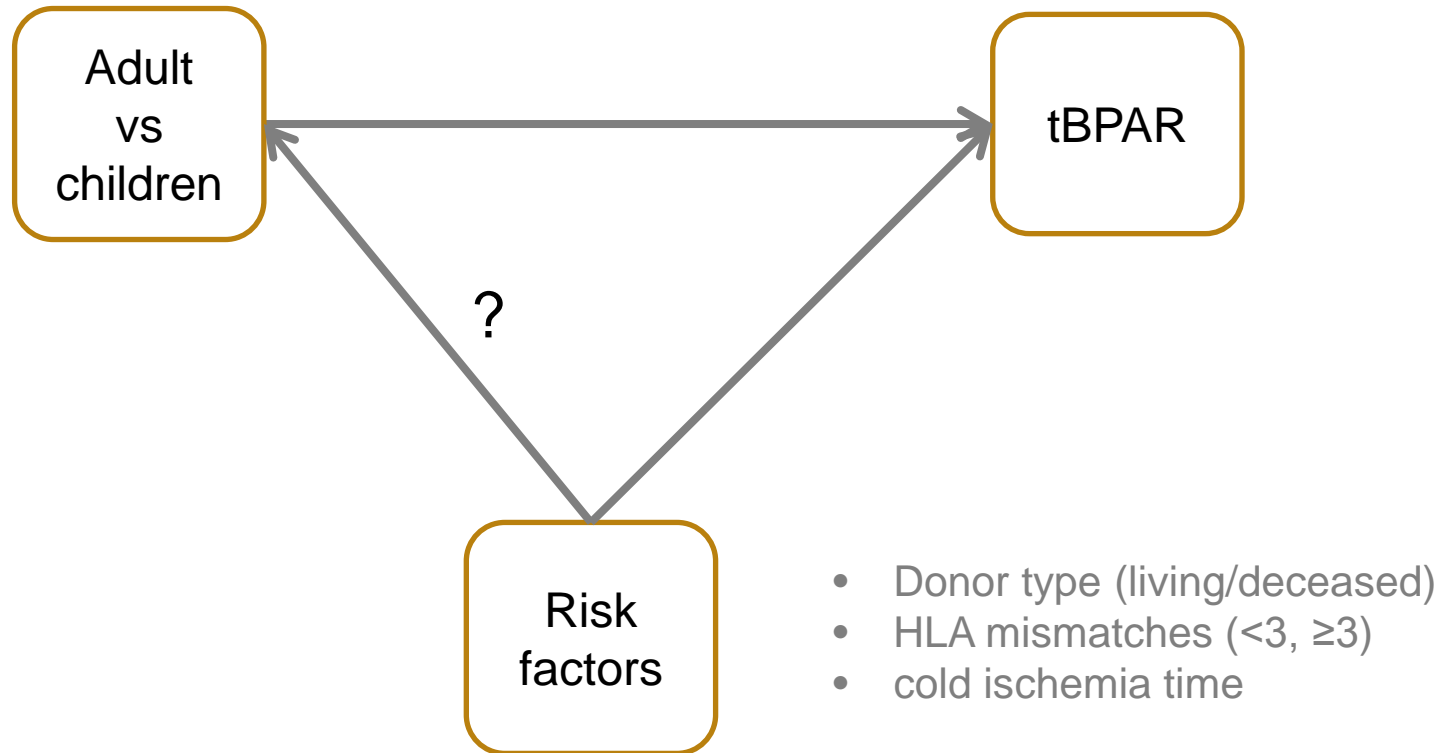 Adult
vs
children
tBPAR
?
Risk
factors
• Donor type (living/deceased)
• HLA mismatches (<3, ≥3)
• cold ischemia time